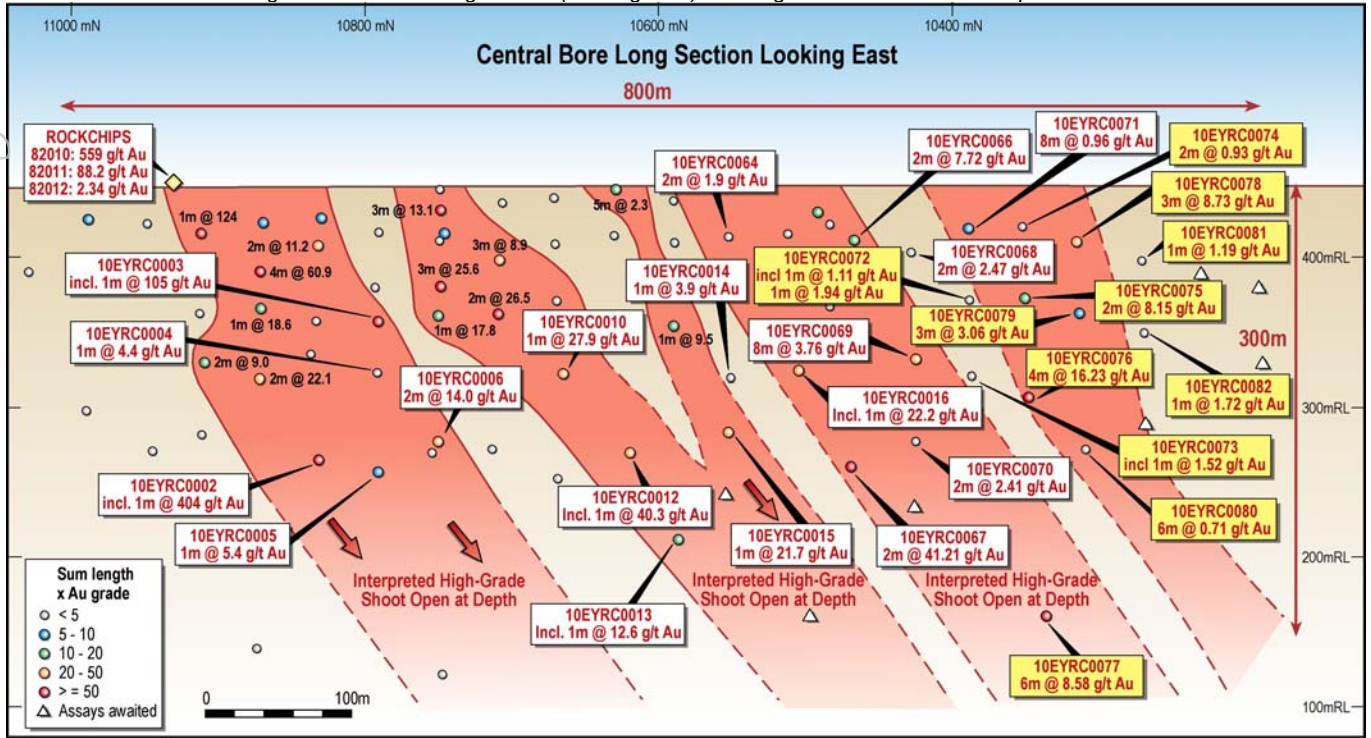 11000 mN
10800 mN
10600 mN
10400 mN
Central Bore Long Section Looking East
800m
ROCKCHIPS
82010: 559 g/t Au
82011: 88.2 g/t Au
82012: 2.34 g/t Au
10EYRC0064
2m @ 1.9 g/t Au
10EYRC0066
2m @ 7.72 g/t Au
10EYRC0071
8m @ 0.96 g/t Au
10EYRC0074
2m @ 0.93 g/t Au
10EYRC0078
3m @ 8.73 g/t Au
10EYRC0081
1m @ 1.19 g/t Au
1m @ 124
3m @ 13.1
5m @ 2.3
2m @ 11.2
3m @ 8.9
4m @ 60.9
3m @ 25.6
2m @ 26.5
1m @ 18.6
1m @ 17.8
1m @ 9.5
2m @ 9.0
2m @ 22.1
10EYRC0003
incl. 1m @ 105 g/t Au
10EYRC0004
1m @ 4.4 g/t Au
10EYRC0006
2m @ 14.0 g/t Au
10EYRC0010
1m @ 27.9 g/t Au
10EYRC0014
1m @ 3.9 g/t Au
10EYRC0072
incl 1m @ 1.11 g/t Au
1m @ 1.94 g/t Au
10EYRC0068
2m @ 2.47 g/t Au
10EYRC0069
8m @ 3.76 g/t Au
10EYRC0079
3m @ 3.06 g/t Au
10EYRC0075
2m @ 8.15 g/t Au
10EYRC0076
4m @ 16.23 g/t Au
10EYRC0082
1m @ 1.72 g/t Au
10EYRC0016
Incl. 1m @ 22.2 g/t Au
10EYRC0073
incl 1m @ 1.52 g/t Au
10EYRC0070
2m @ 2.41 g/t Au
10EYRC0080
6m @ 0.71 g/t Au
10EYRC0002
incl. 1m @ 404 g/t Au
10EYRC0005
1m @ 5.4 g/t Au
10EYRC0012
Incl. 1m @ 40.3 g/t Au
10EYRC0015
1m @ 21.7 g/t Au
10EYRC0067
2m @ 41.21 g/t Au
10EYRC0013
Incl. 1m @ 12.6 g/t Au
10EYRC0077
6m @ 8.58 g/t Au
Interpreted High-Grade
Shoot Open at Depth
Interpreted High-Grade
Shoot Open at Depth
Interpreted High-Grade
Shoot Open at Depth
400mRL
300m
300mRL
200mRL
100mRL
Sum length
x Au grade
< 5
5 - 10
10 - 20
20 - 50
> = 50
Assays awaited
0
100m